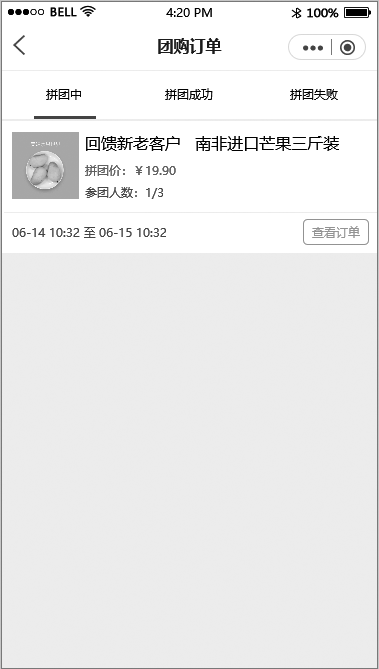 BELL 4:20 PM 100%
团购订单
拼团中 拼团成功 拼团失败
回馈新老客户 南非进口芒果三斤装
拼团价：￥19.90
参团人数：1/3
06-14 10:32 至 06-15 10:32 查看订单